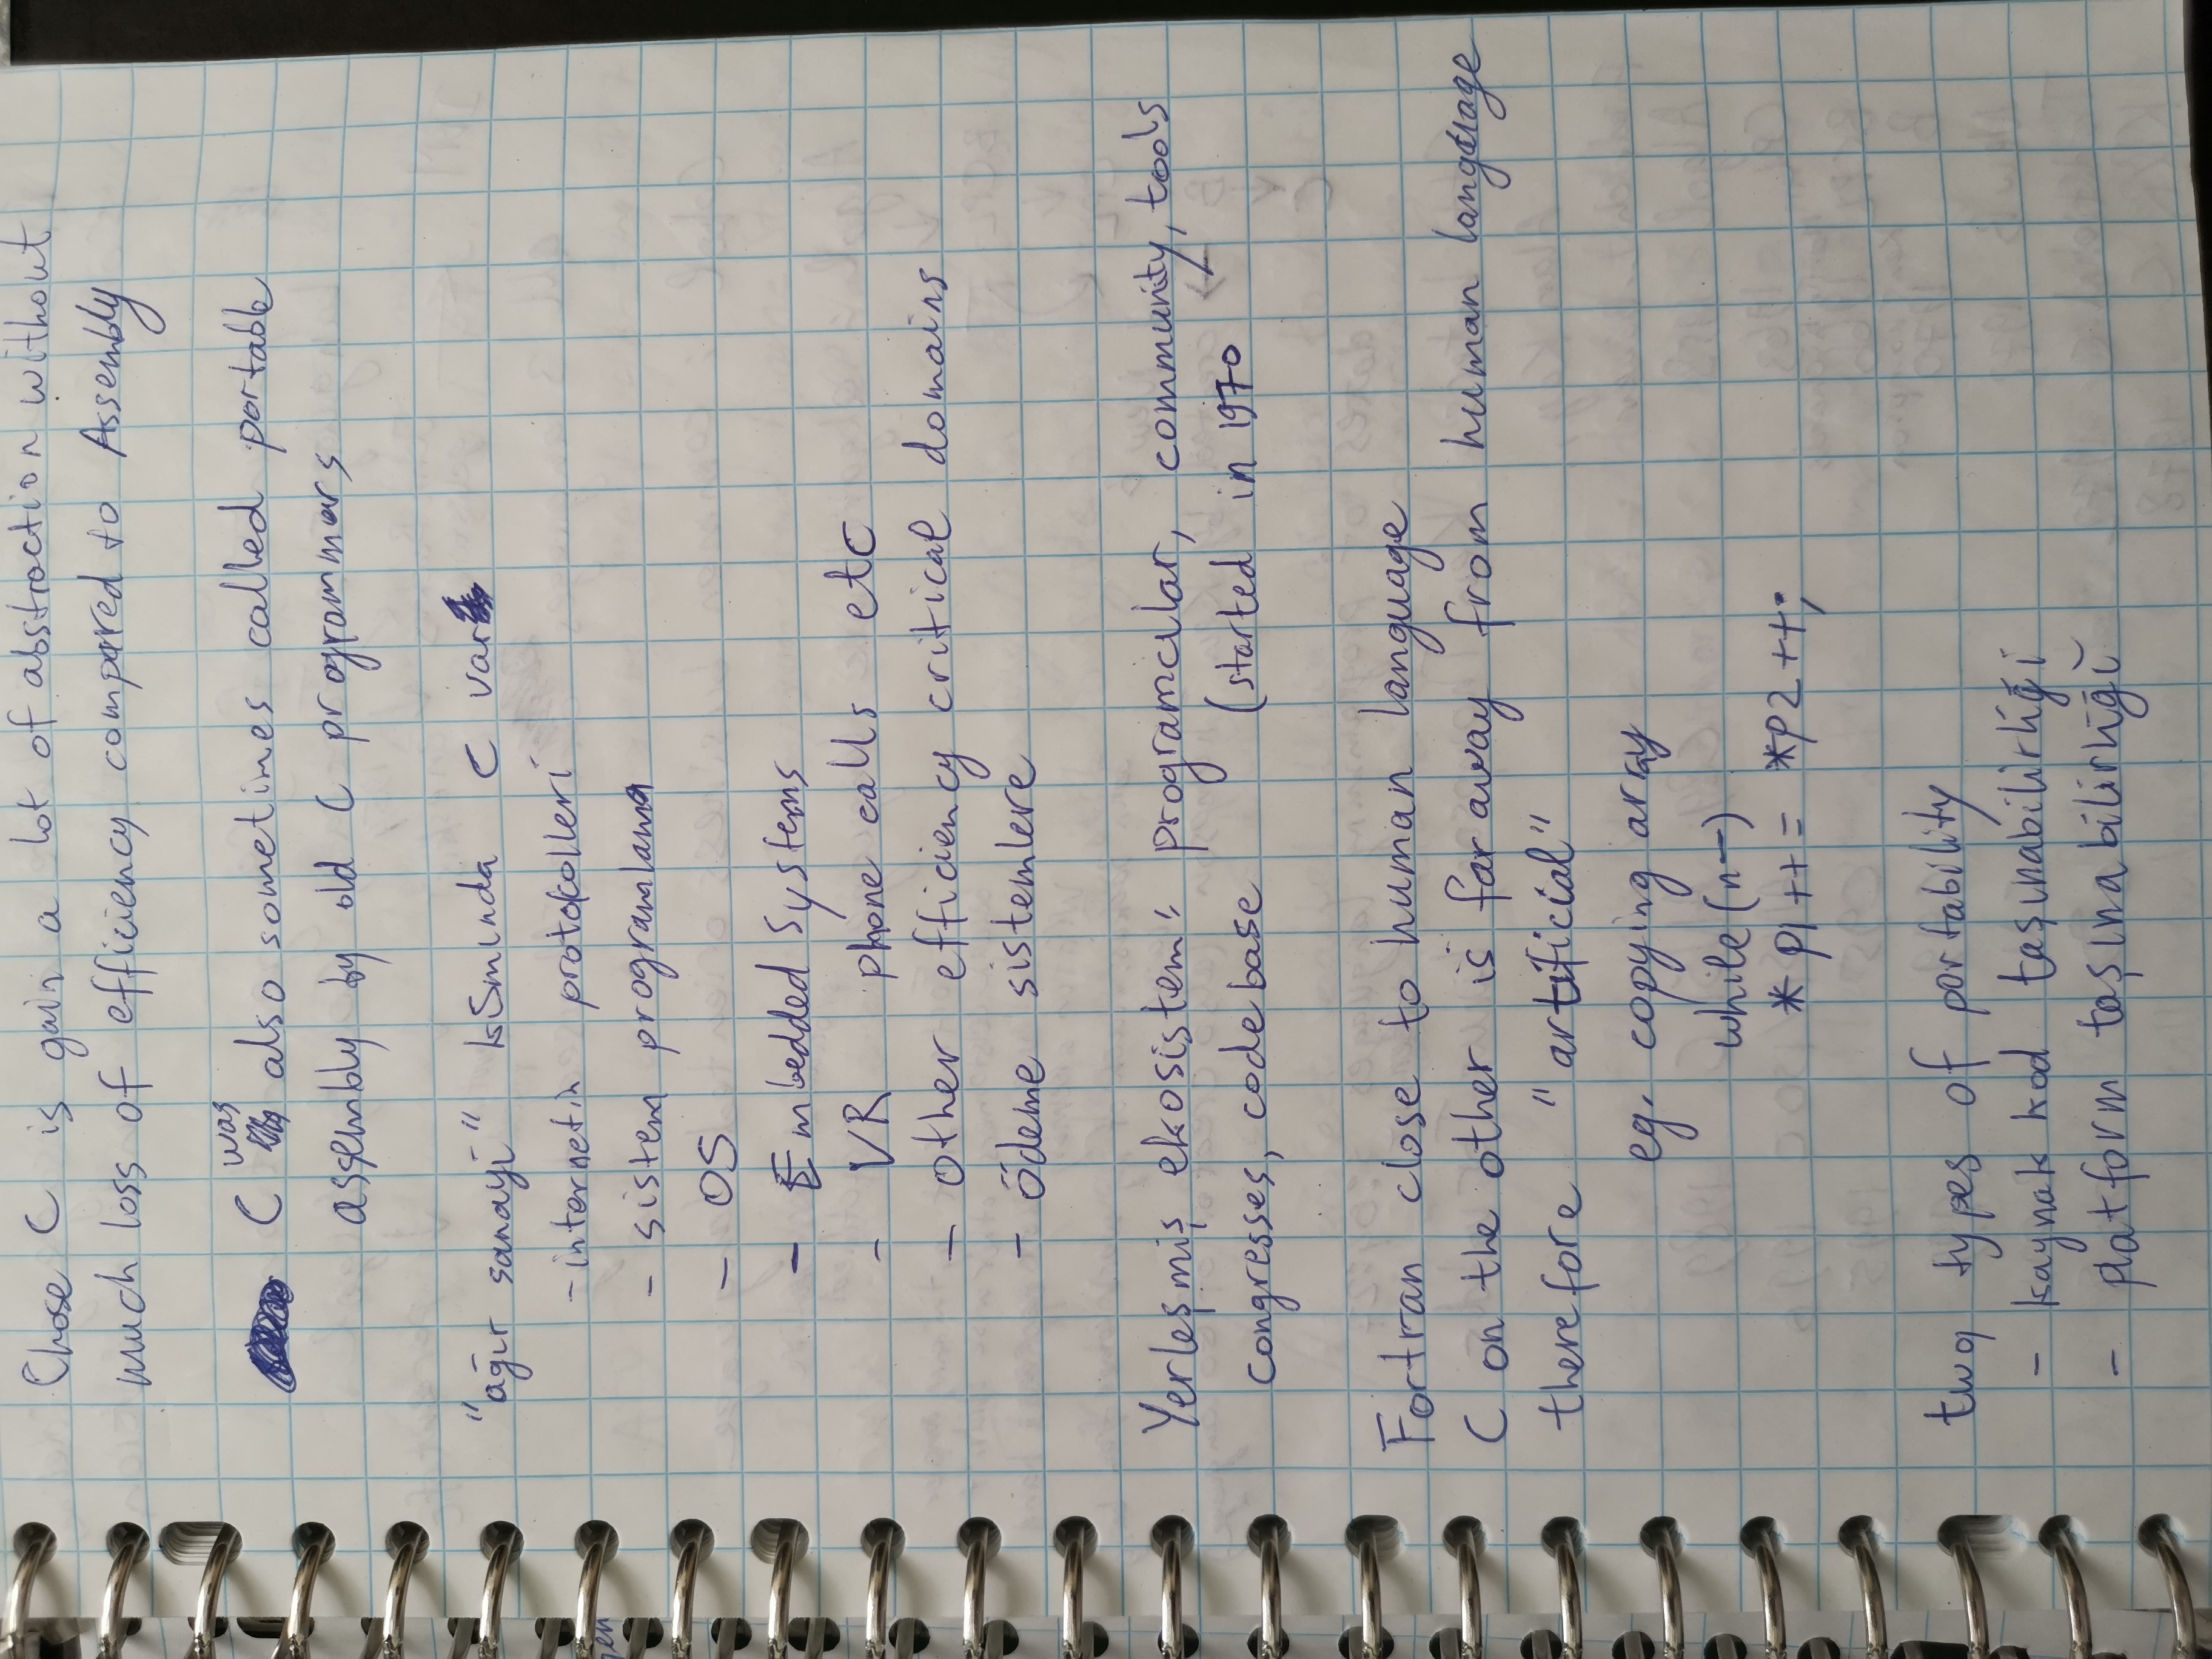 Chose C is gain a lot of abstraction without
much loss of efficiency compared to Assembly
was
C also sometimes called portable
assembly by old C programmars
"ağır sanayi" kısmında C var
- internetin protokolleri
- sistem programlama
- OS
- Embedded Systems
- VR phone calls etc
- other efficiency critical domains
- ödeme sistemlere
Yerleşmiş ekosistem: programcılar, community, tools
congresses, codebase (started in 1970
Fortran close to human language
C on the other is far away from human language
therefore "artificial"
eg. copying array
while (n--)
*p1++ = *p2++;
two types of portability
- kaynak kod taşınabilirliği
- platform taşınabilirliği